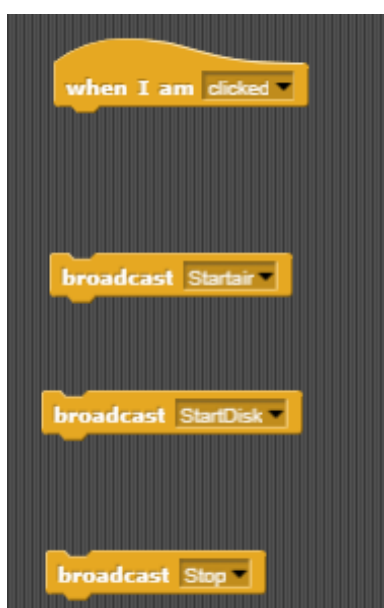 when I am clicked
broadcast Startair
broadcast StartDisk
broadcast Stop